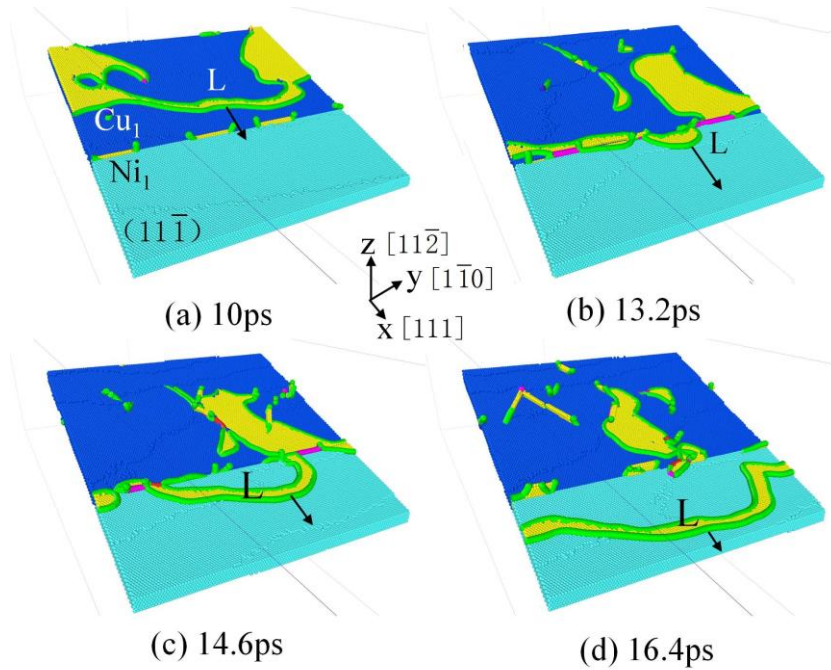 L
Cu₁
Ni₁
(111̅)
(a) 10ps
L
(b) 13.2ps
z [112̅]
y [11̅0]
x [111]
L
(c) 14.6ps
L
(d) 16.4ps